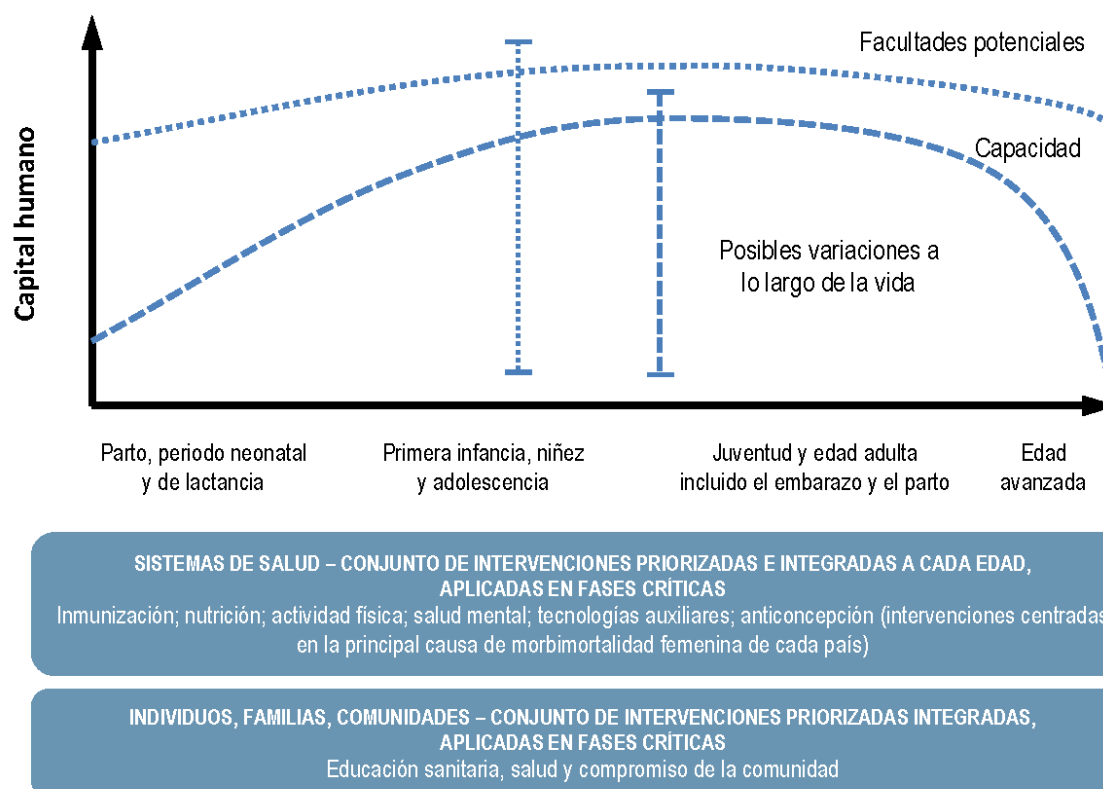 Facultades potenciales
Capacidad
Capital humano
Posibles variaciones a
lo largo de la vida
Parto, periodo neonatal
y de lactancia
Primera infancia, niñez
y adolescencia
Juventud y edad adulta
incluido el embarazo y el parto
Edad
avanzada
SISTEMAS DE SALUD – CONJUNTO DE INTERVENCIONES PRIORIZADAS E INTEGRADAS A CADA EDAD,
APLICADAS EN FASES CRÍTICAS
Inmunización; nutrición; actividad física; salud mental; tecnologías auxiliares; anticoncepción (intervenciones centradas
en la principal causa de morbimortalidad femenina de cada país)
INDIVIDUOS, FAMILIAS, COMUNIDADES – CONJUNTO DE INTERVENCIONES PRIORIZADAS INTEGRADAS,
APLICADAS EN FASES CRÍTICAS
Educación sanitaria, salud y compromiso de la comunidad